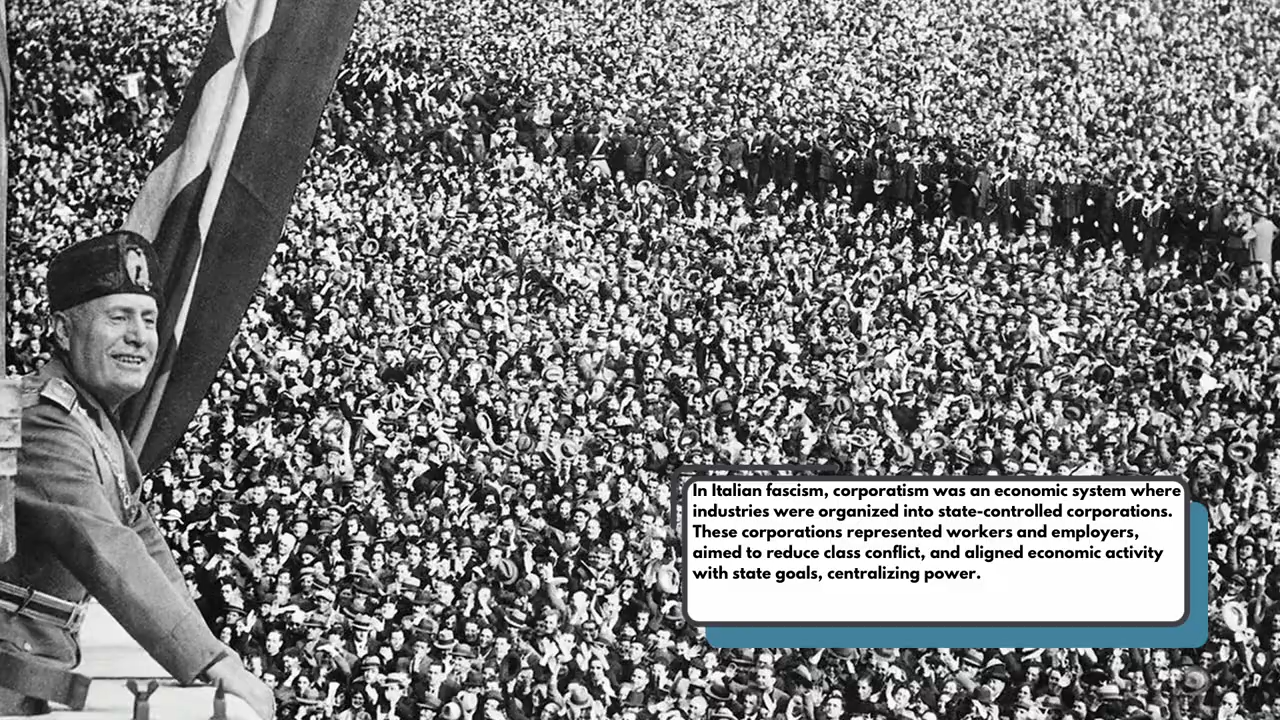 In Italian fascism, corporatism was an economic system where
industries were organized into state-controlled corporations.
These corporations represented workers and employers,
aimed to reduce class conflict, and aligned economic activity
with state goals, centralizing power.